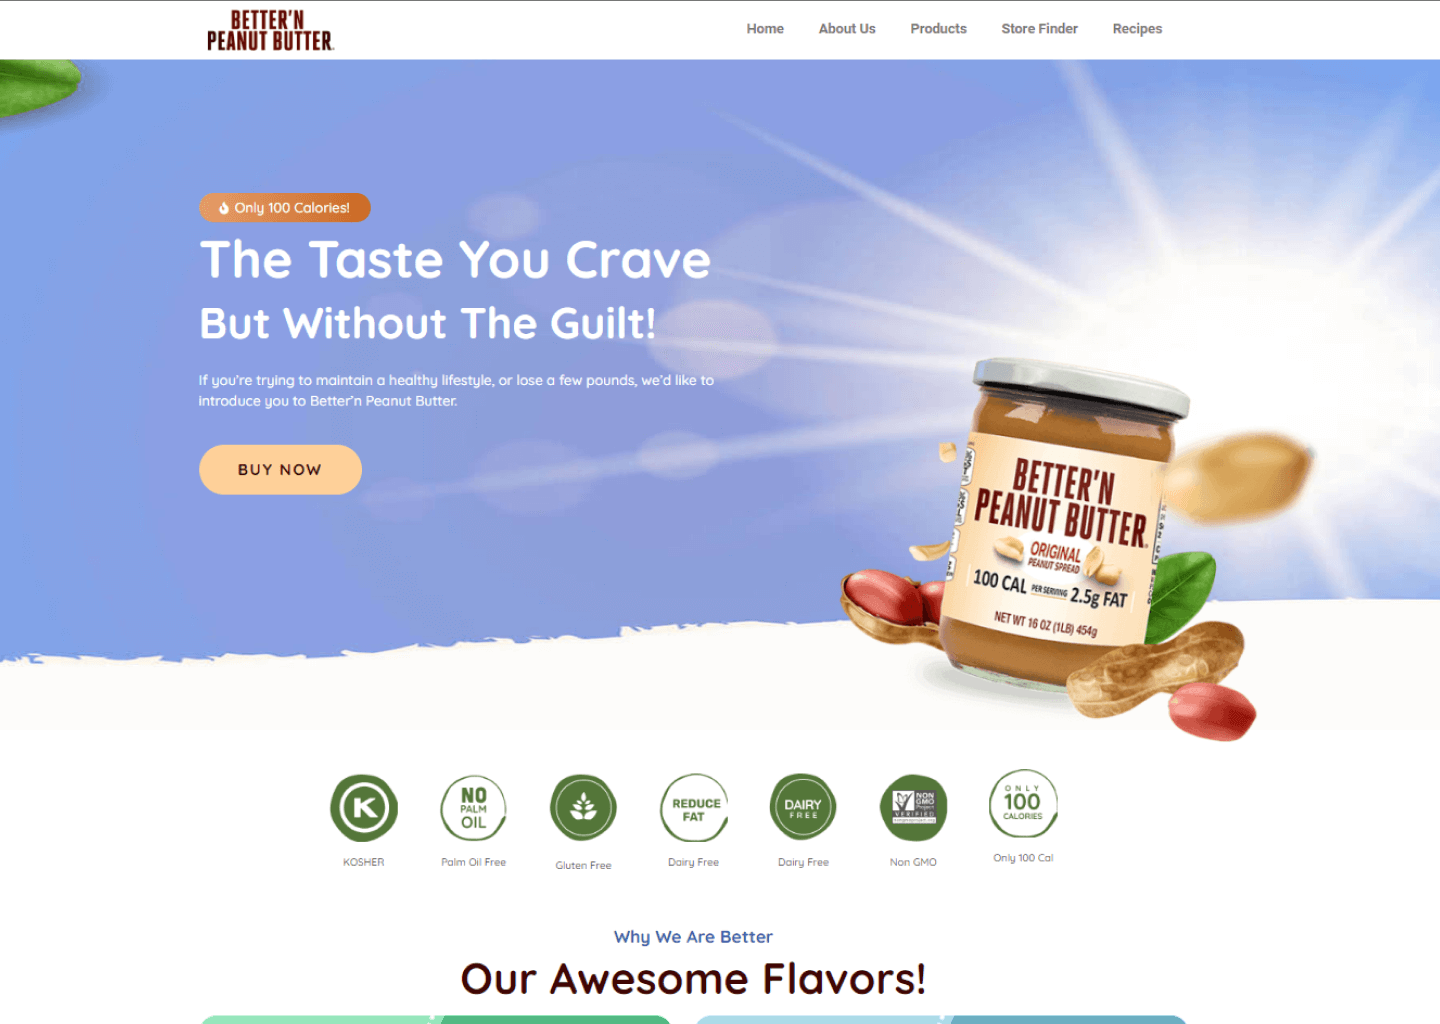 BETTER'N
PEANUT BUTTER
Home
About Us
Products
Store Finder
Recipes
Only 100 Calories!
The Taste You Crave
But Without The Guilt!
If you're trying to maintain a healthy lifestyle, or lose a few pounds, we'd like to
introduce you to Better'n Peanut Butter.
BUY NOW
BETTER'N
PEANUT BUTTER
ORIGINAL
PEANUT SPREAD
100 CAL PER SERVING 2.5g FAT
NET WT 16 OZ (1LB) 454g
K
NO
PALM
OIL
REDUCE
FAT
DAIRY
FREE
NON
GMO
Project
VERIFIED
ONLY
100
CALORIES
KOSHER
Palm Oil Free
Gluten Free
Dairy Free
Dairy Free
Non GMO
Only 100 Cal
Why We Are Better
Our Awesome Flavors!